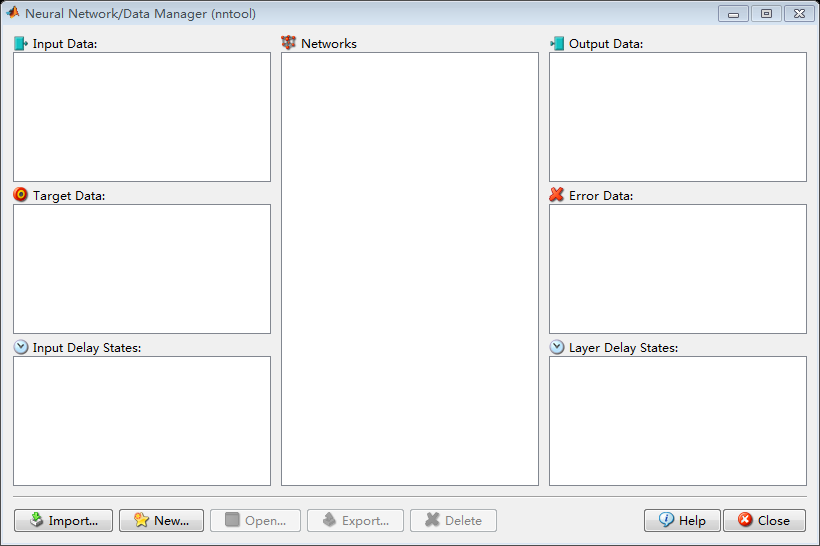 Neural Network/Data Manager (nntool)
Input Data:
Networks
Output Data:
Target Data:
Error Data:
Input Delay States:
Layer Delay States:
Import...
New...
Open...
Export...
Delete
Help
Close